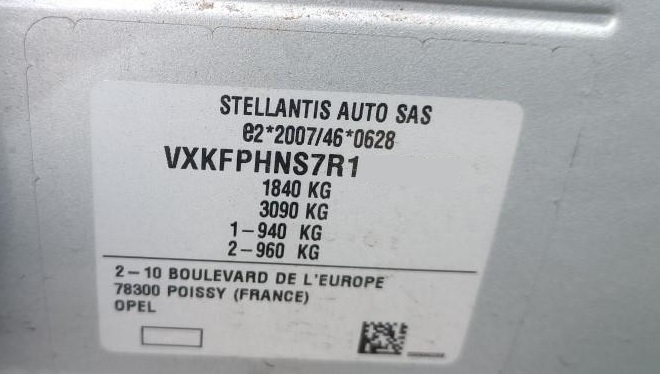 STELLANTIS AUTO SAS
e2*2007/46*0628
VXKFPHNS7R1
1840 KG
3090 KG
1-940 KG
2-960 KG
2-10 BOULEVARD DE L'EUROPE
78300 POISSY (FRANCE)
OPEL